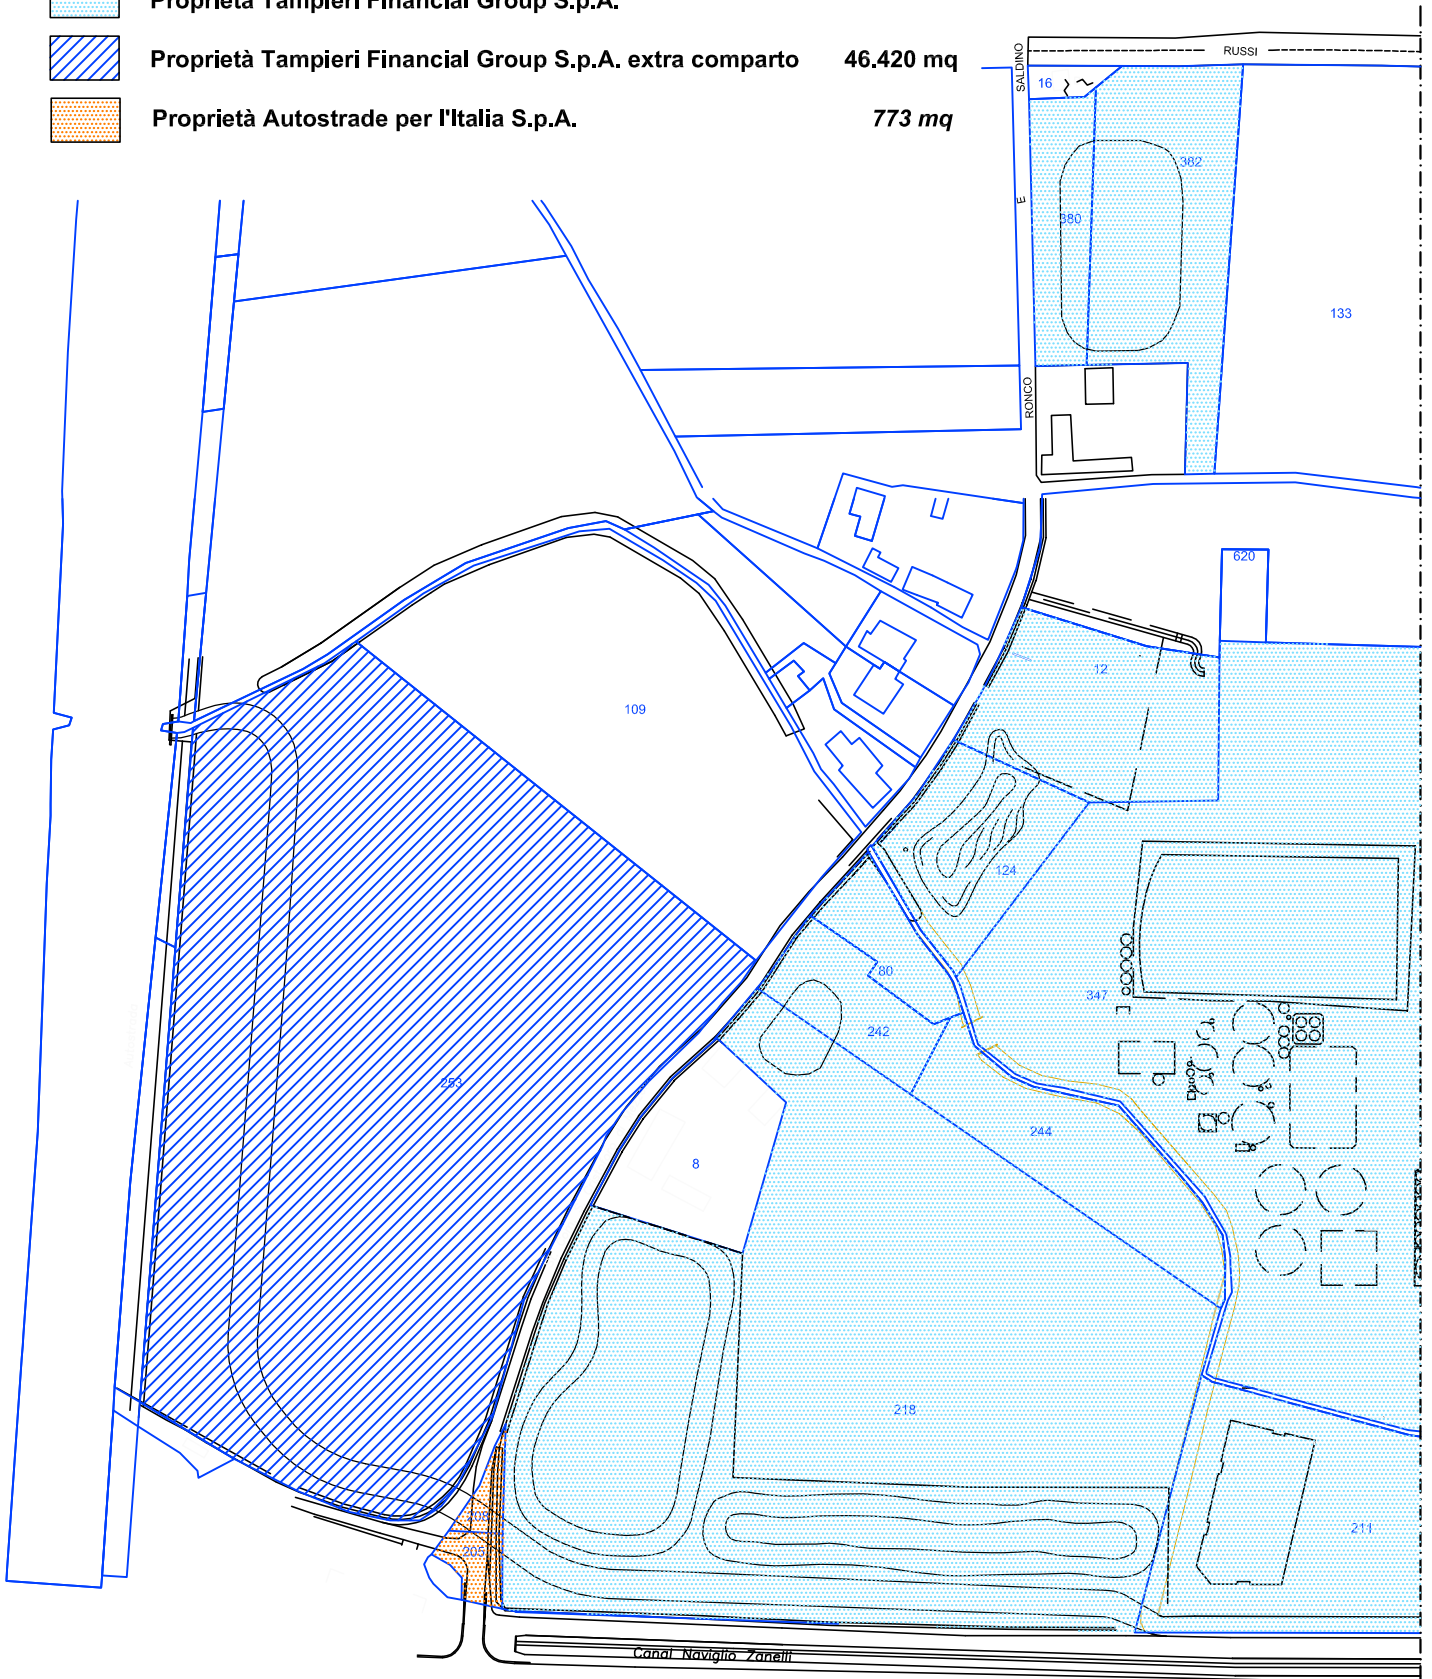 Proprietà Tampieri Financial Group S.p.A.
Proprietà Tampieri Financial Group S.p.A. extra comparto 46.420 mq
Proprietà Autostrade per l'Italia S.p.A. 773 mq
RUSSI
SALDINO
E
RONCO
16
382
380
133
620
12
109
124
80
347
242
253
244
8
218
208
205
211
Canal Naviglio Zanelli